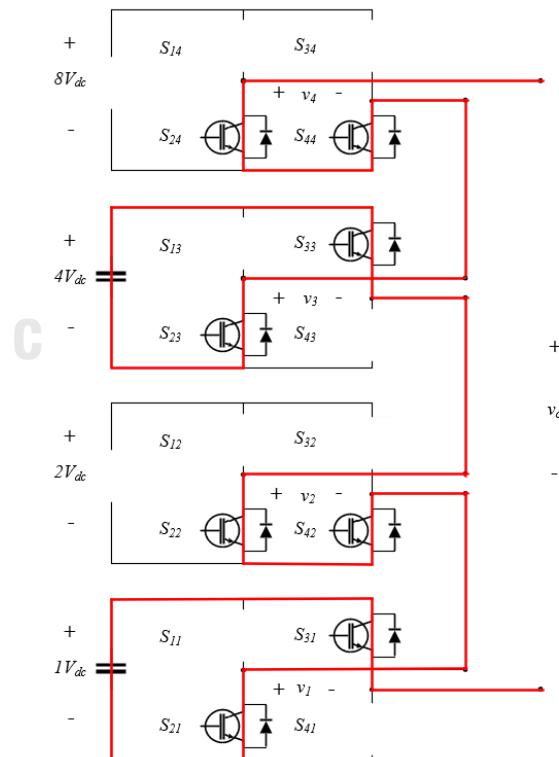 + S14 S34
8Vdc
+ v4 -
- S24 S44
+ S13 S33
4Vdc
+ v3 -
- S23 S43
C
+
vo
-
+ S12 S32
2Vdc
+ v2 -
- S22 S42
+ S11 S31
1Vdc
+ v1 -
- S21 S41